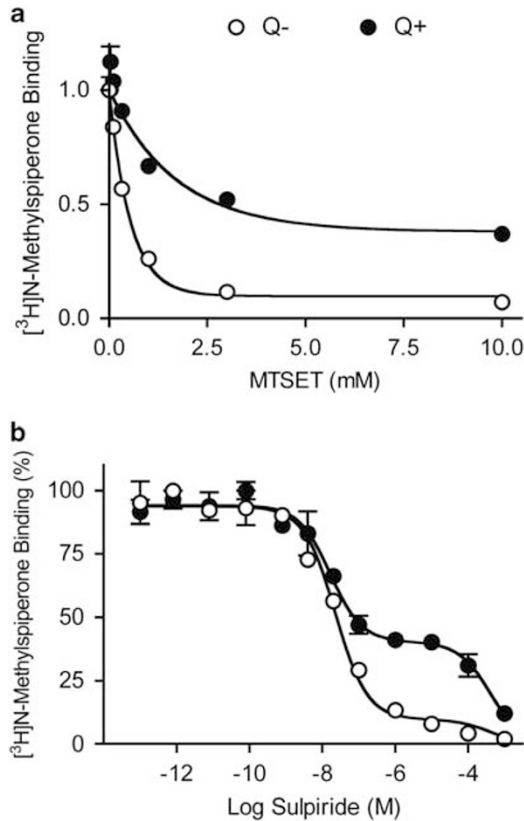 a
Q- Q+
[³H]N-Methylspiperone Binding
1.0
0.5
0.0
0.0 2.5 5.0 7.5 10.0
MTSET (mM)
b
[³H]N-Methylspiperone Binding (%)
100
75
50
25
0
-12 -10 -8 -6 -4
Log Sulpiride (M)